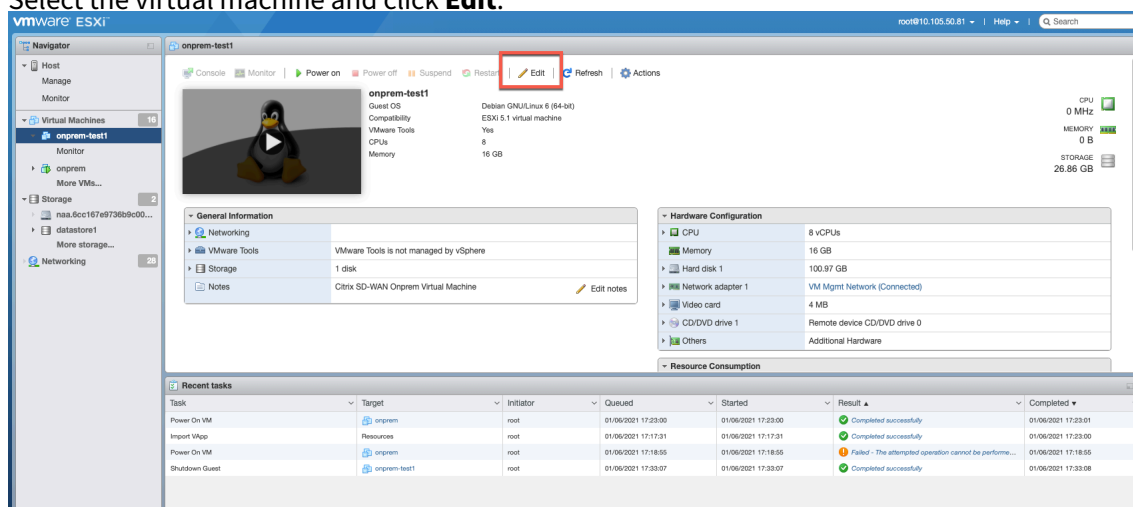 Select the virtual machine and click Edit.
vmware ESXi
root@10.105.50.81 | Help | Search
Navigator
onprem-test1
Host
Manage
Monitor
Virtual Machines 16
onprem-test1
Monitor
onprem
More VMs...
Storage 2
naa.6cc167e9736b9c00...
datastore1
More storage...
Networking 28
Console Monitor | Power on Power off Suspend Restart | Edit | Refresh | Actions
onprem-test1
Guest OS Debian GNU/Linux 6 (64-bit)
Compatibility ESXi 5.1 virtual machine
VMware Tools Yes
CPUs 8
Memory 16 GB
CPU
0 MHz
MEMORY
0 B
STORAGE
26.86 GB
General Information
Networking
VMware Tools VMware Tools is not managed by vSphere
Storage 1 disk
Notes Citrix SD-WAN Onprem Virtual Machine Edit notes
Hardware Configuration
CPU 8 vCPUs
Memory 16 GB
Hard disk 1 100.97 GB
Network adapter 1 VM Mgmt Network (Connected)
Video card 4 MB
CD/DVD drive 1 Remote device CD/DVD drive 0
Others Additional Hardware
Resource Consumption
Recent tasks
Task Target Initiator Queued Started Result Completed
Power On VM onprem root 01/06/2021 17:23:00 01/06/2021 17:23:00 Completed successfully 01/06/2021 17:23:01
Import VApp Resources root 01/06/2021 17:17:31 01/06/2021 17:17:31 Completed successfully 01/06/2021 17:23:00
Power On VM onprem root 01/06/2021 17:18:55 01/06/2021 17:18:55 Failed - The attempted operation cannot be performe... 01/06/2021 17:18:55
Shutdown Guest onprem-test1 root 01/06/2021 17:33:07 01/06/2021 17:33:07 Completed successfully 01/06/2021 17:33:08